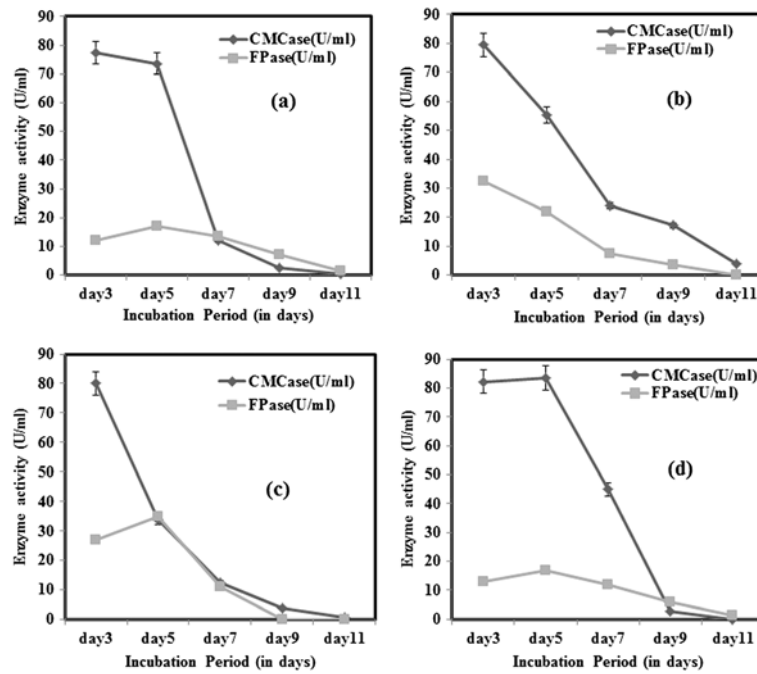 90
80
70
60
50
40
30
20
10
0
Enzyme activity (U/ml)
CMCase(U/ml)
FPase(U/ml)
(a)
day3 day5 day7 day9 day11
Incubation Period (in days)
90
80
70
60
50
40
30
20
10
0
Enzyme activity (U/ml)
CMCase(U/ml)
FPase(U/ml)
(b)
day3 day5 day7 day9 day11
Incubation Period (in days)
90
80
70
60
50
40
30
20
10
0
Enzyme activity (U/ml)
CMCase(U/ml)
FPase(U/ml)
(c)
day3 day5 day7 day9 day11
Incubation Period (in days)
90
80
70
60
50
40
30
20
10
0
Enzyme activity (U/ml)
CMCase(U/ml)
FPase(U/ml)
(d)
day3 day5 day7 day9 day11
Incubation Period (in days)